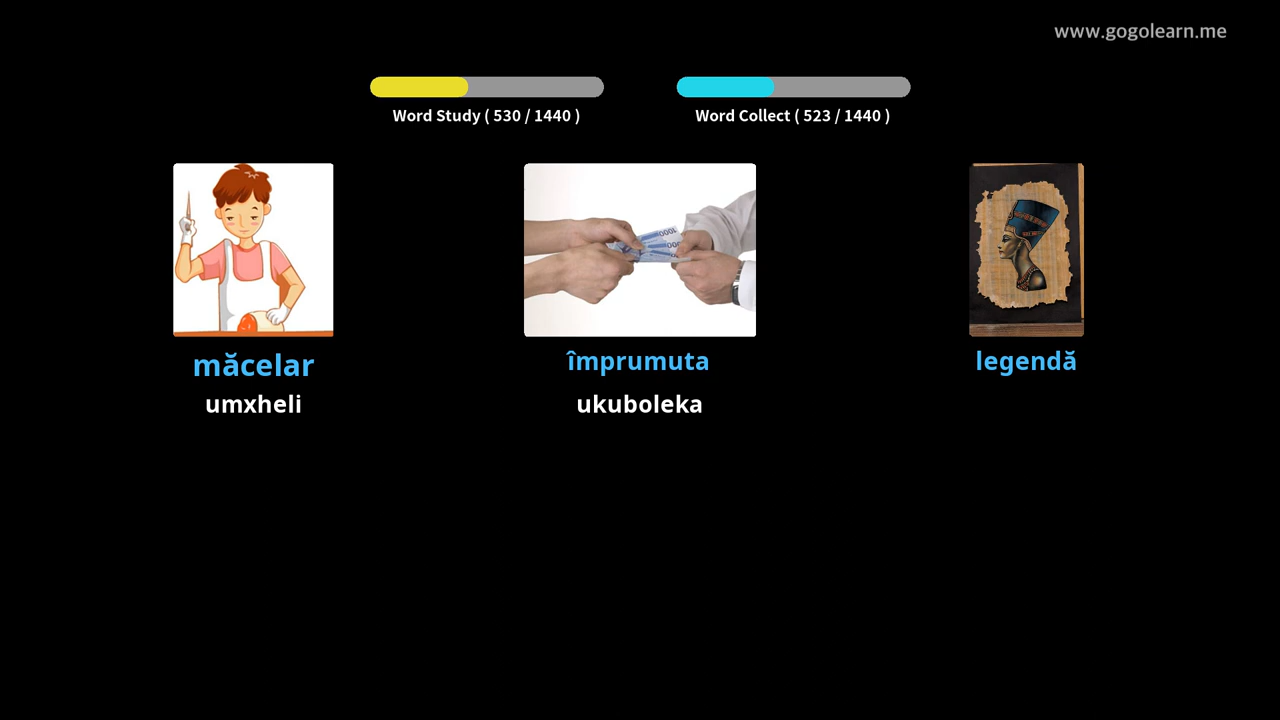 www.gogolearn.me
Word Study ( 530 / 1440 )
Word Collect ( 523 / 1440 )
măcelar
umxheli
împrumuta
ukuboleka
legendă